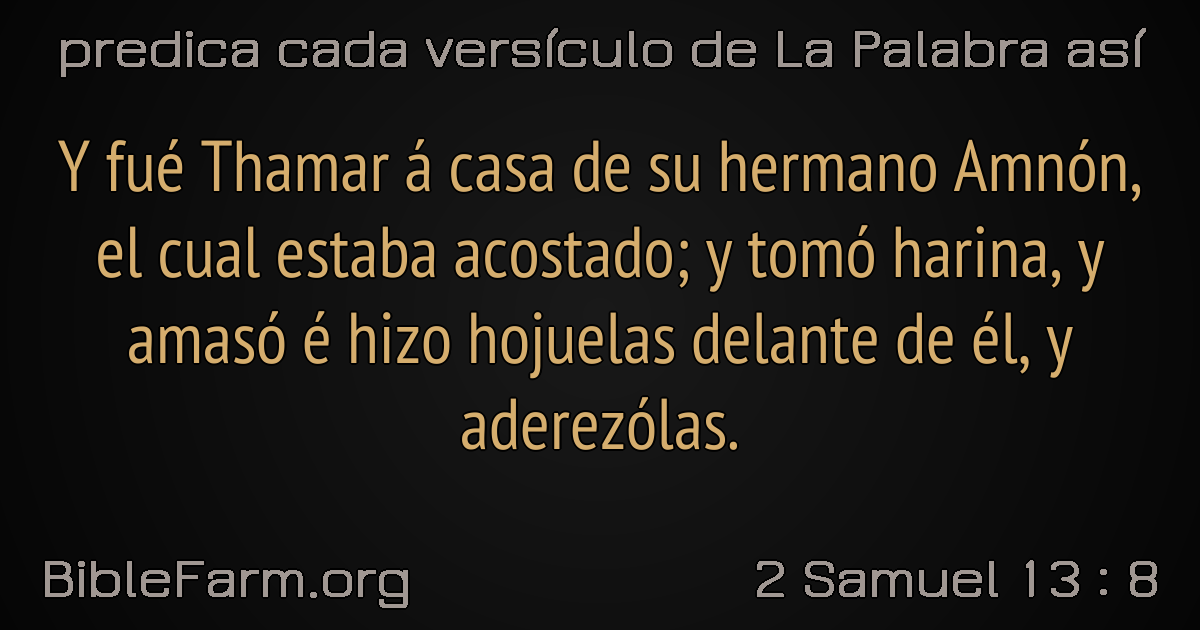 predica cada versículo de La Palabra así
Y fué Thamar á casa de su hermano Amnón,
el cual estaba acostado; y tomó harina, y
amasó é hizo hojuelas delante de él, y
aderezólas.
BibleFarm.org
2 Samuel 13 : 8